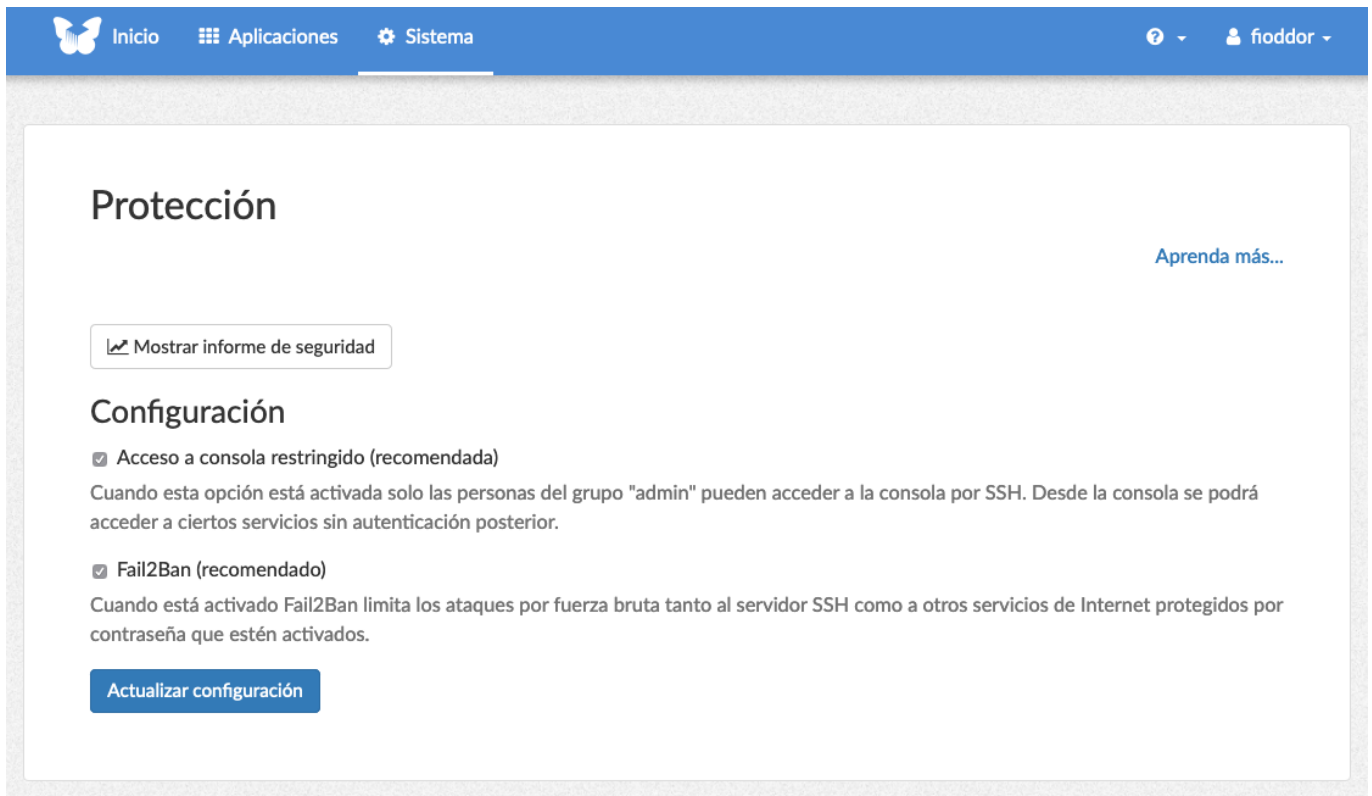 Inicio Aplicaciones Sistema fioddor
Protección
Aprenda más...
Mostrar informe de seguridad
Configuración
Acceso a consola restringido (recomendada)
Cuando esta opción está activada solo las personas del grupo "admin" pueden acceder a la consola por SSH. Desde la consola se podrá
acceder a ciertos servicios sin autenticación posterior.
Fail2Ban (recomendado)
Cuando está activado Fail2Ban limita los ataques por fuerza bruta tanto al servidor SSH como a otros servicios de Internet protegidos por
contraseña que estén activados.
Actualizar configuración